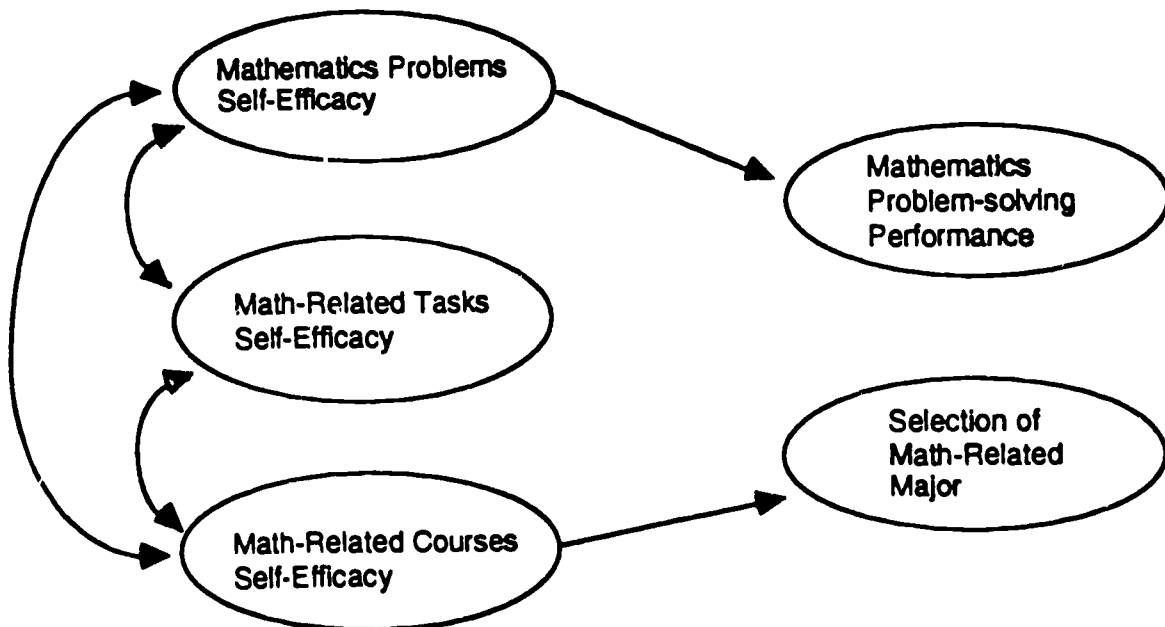 Mathematics Problems
Self-Efficacy
Mathematics
Problem-solving
Performance
Math-Related Tasks
Self-Efficacy
Selection of
Math-Related
Major
Math-Related Courses
Self-Efficacy